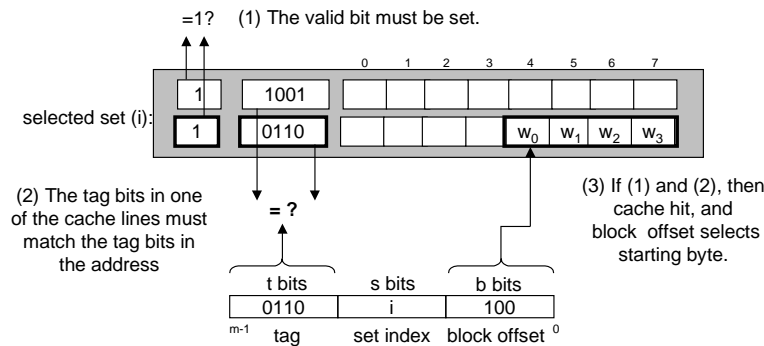 =1? (1) The valid bit must be set.
0 1 2 3 4 5 6 7
1 1001
selected set (i):
1 0110 w0 w1 w2 w3
(2) The tag bits in one
of the cache lines must
match the tag bits in
the address
= ?
(3) If (1) and (2), then
cache hit, and
block offset selects
starting byte.
t bits s bits b bits
0110 i 100
m-1 tag set index block offset 0